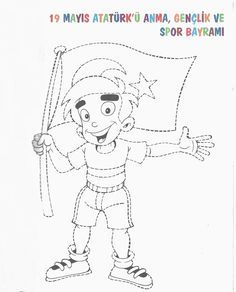 19 MAYIS ATATÜRK'Ü ANMA, GENÇLİK VE
SPOR BAYRAMI